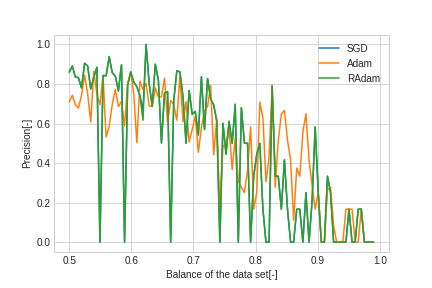 1.0
0.8
0.6
0.4
0.2
0.0
Precision[-]
SGD
Adam
RAdam
0.5 0.6 0.7 0.8 0.9 1.0
Balance of the data set[-]